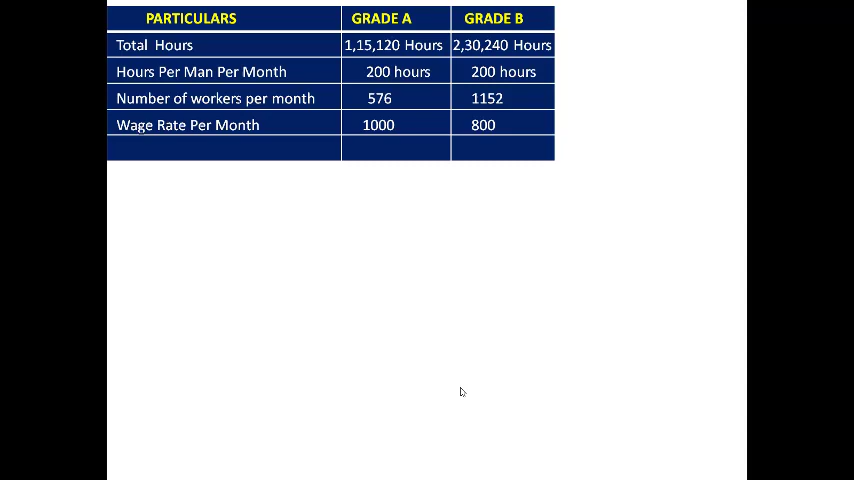 PARTICULARS GRADE A GRADE B
Total Hours 1,15,120 Hours 2,30,240 Hours
Hours Per Man Per Month 200 hours 200 hours
Number of workers per month 576 1152
Wage Rate Per Month 1000 800